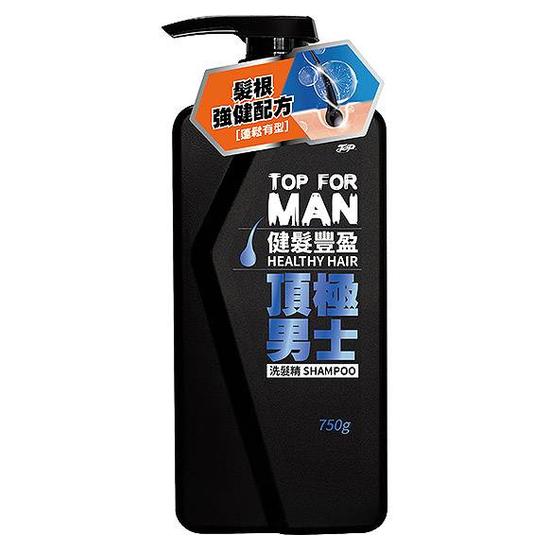 髮根
強健配方
[蓬鬆有型]
Top
TOP FOR
MAN
健髮豐盈
HEALTHY HAIR
頂極
男士
洗髮精 SHAMPOO
750g